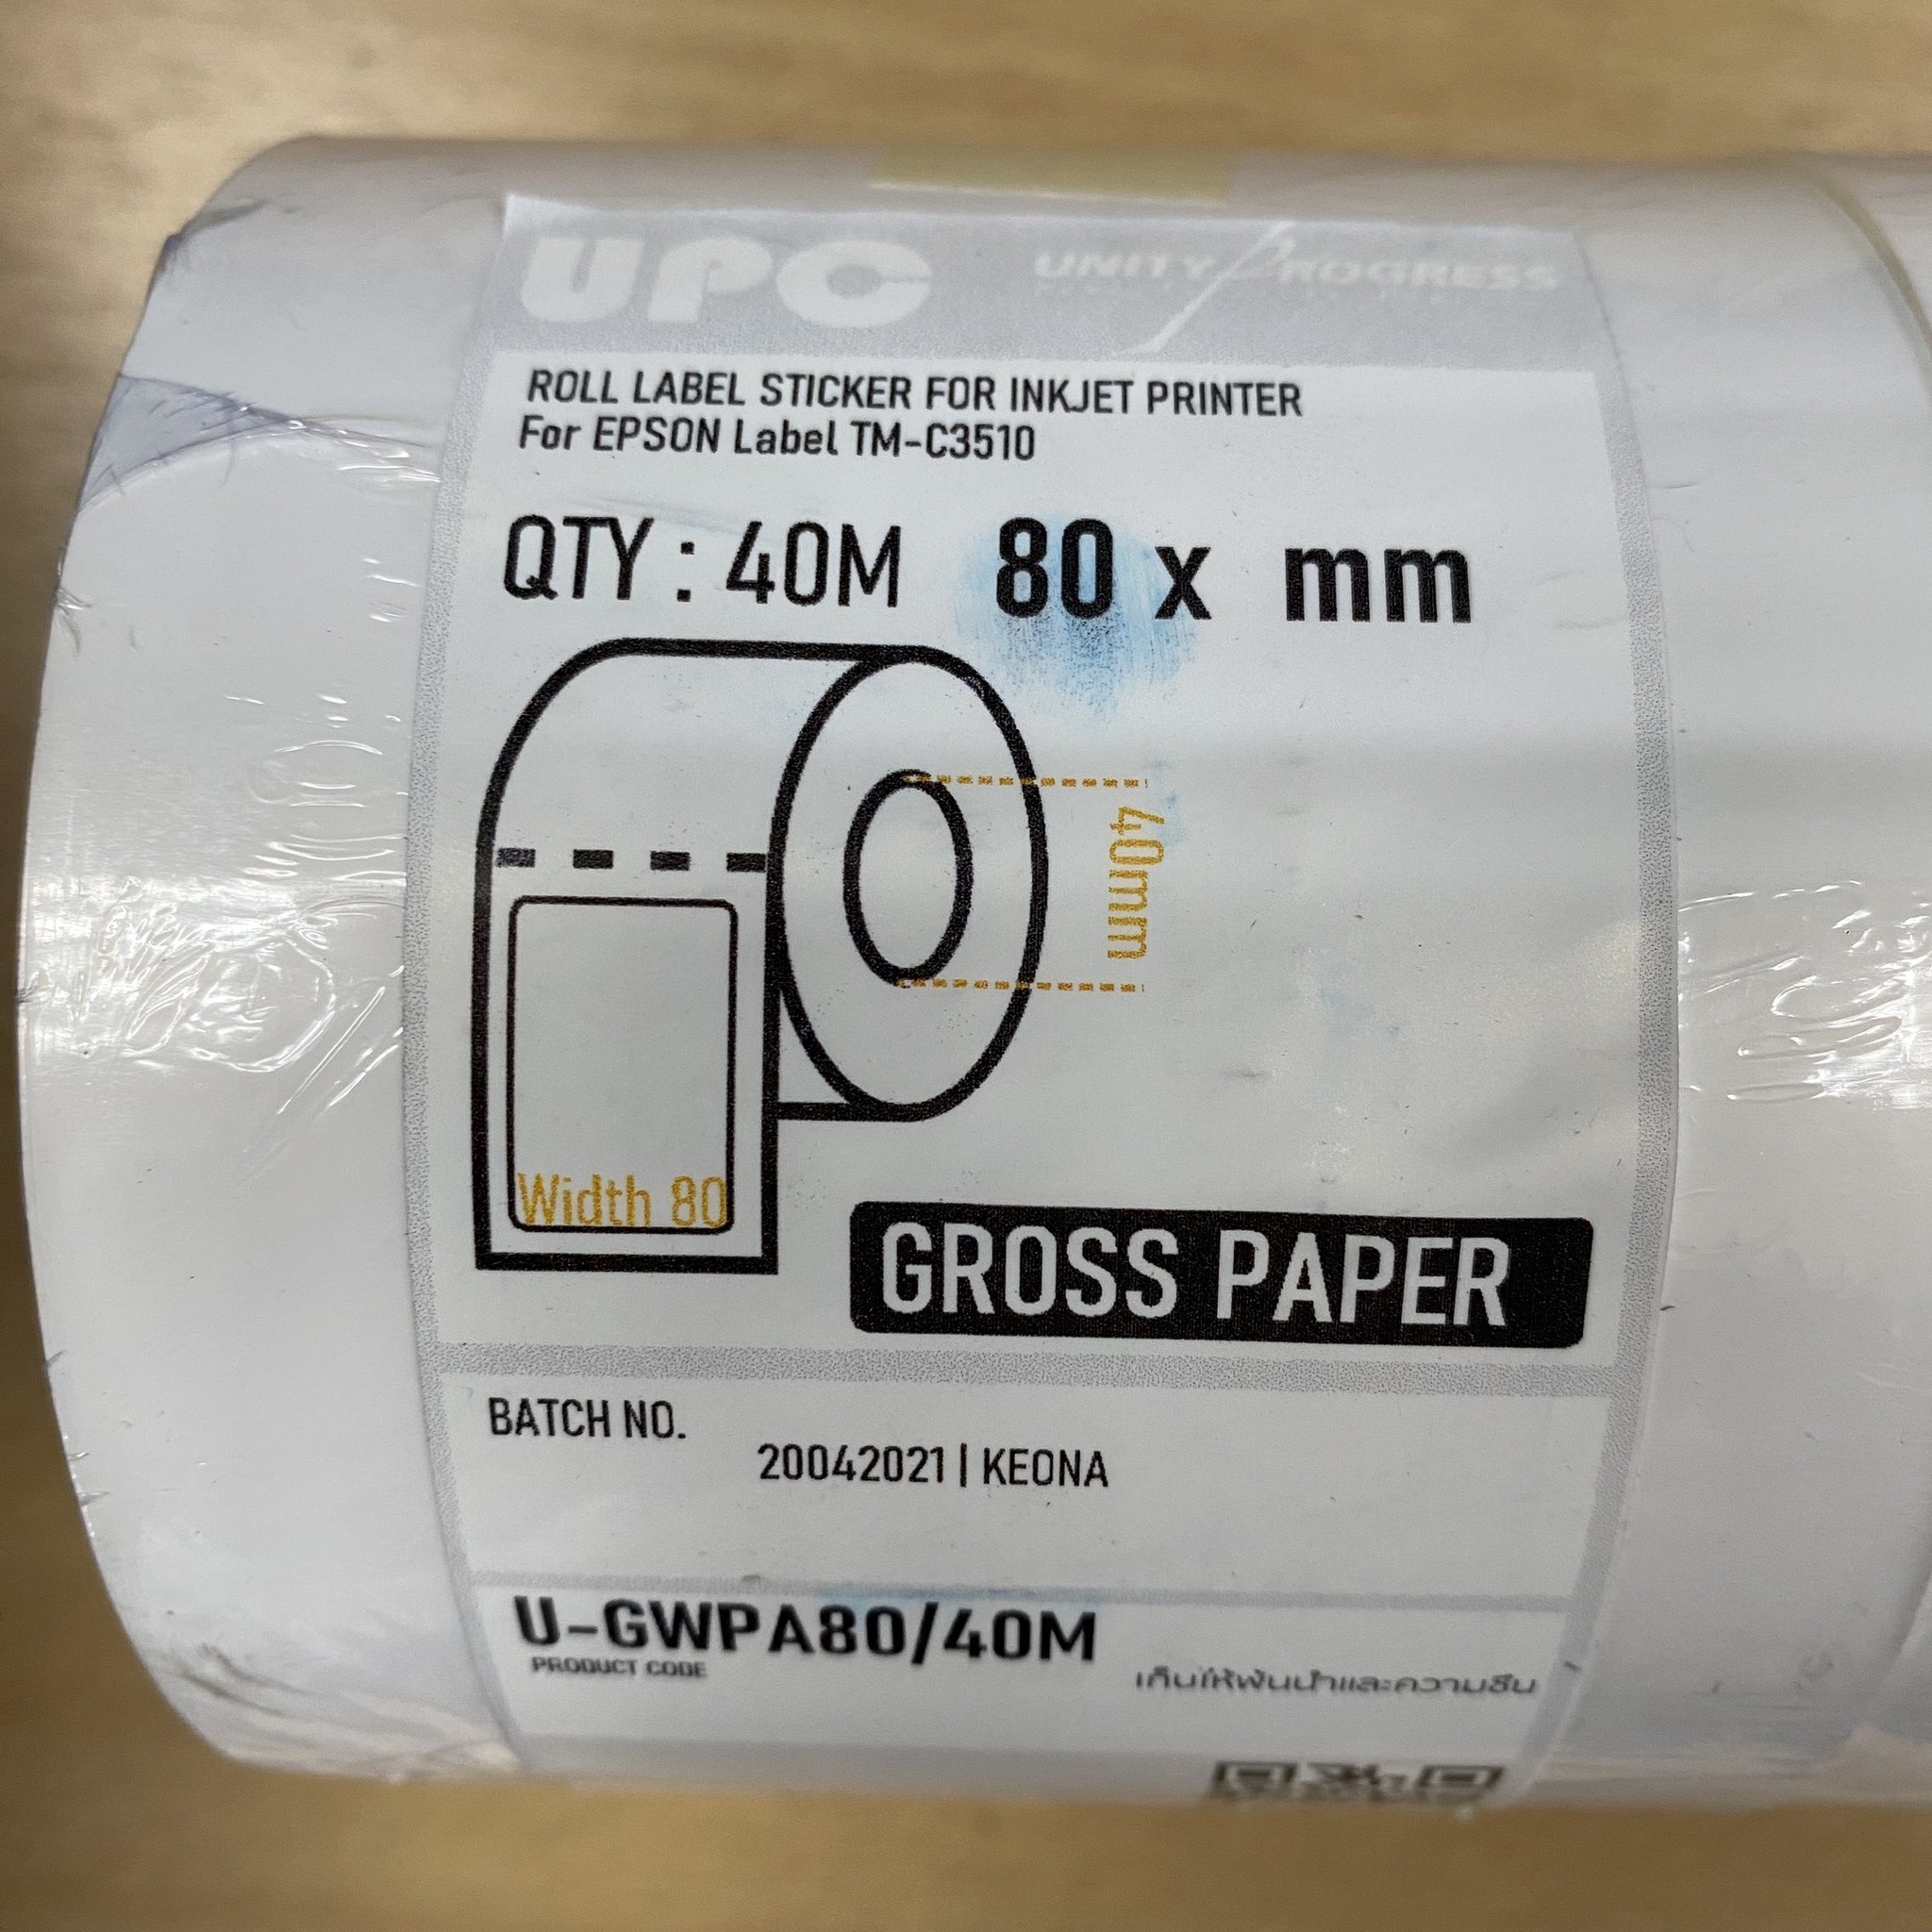 UPC
UNITY PROGRESS
ROLL LABEL STICKER FOR INKJET PRINTER
For EPSON Label TM-C3510
QTY : 40M 80 x mm
40mm
Width 80
GROSS PAPER
BATCH NO.
20042021 | KEONA
U-GWPA80/40M
PRODUCT CODE
เก็บให้พ้นน้ำและความชื้น